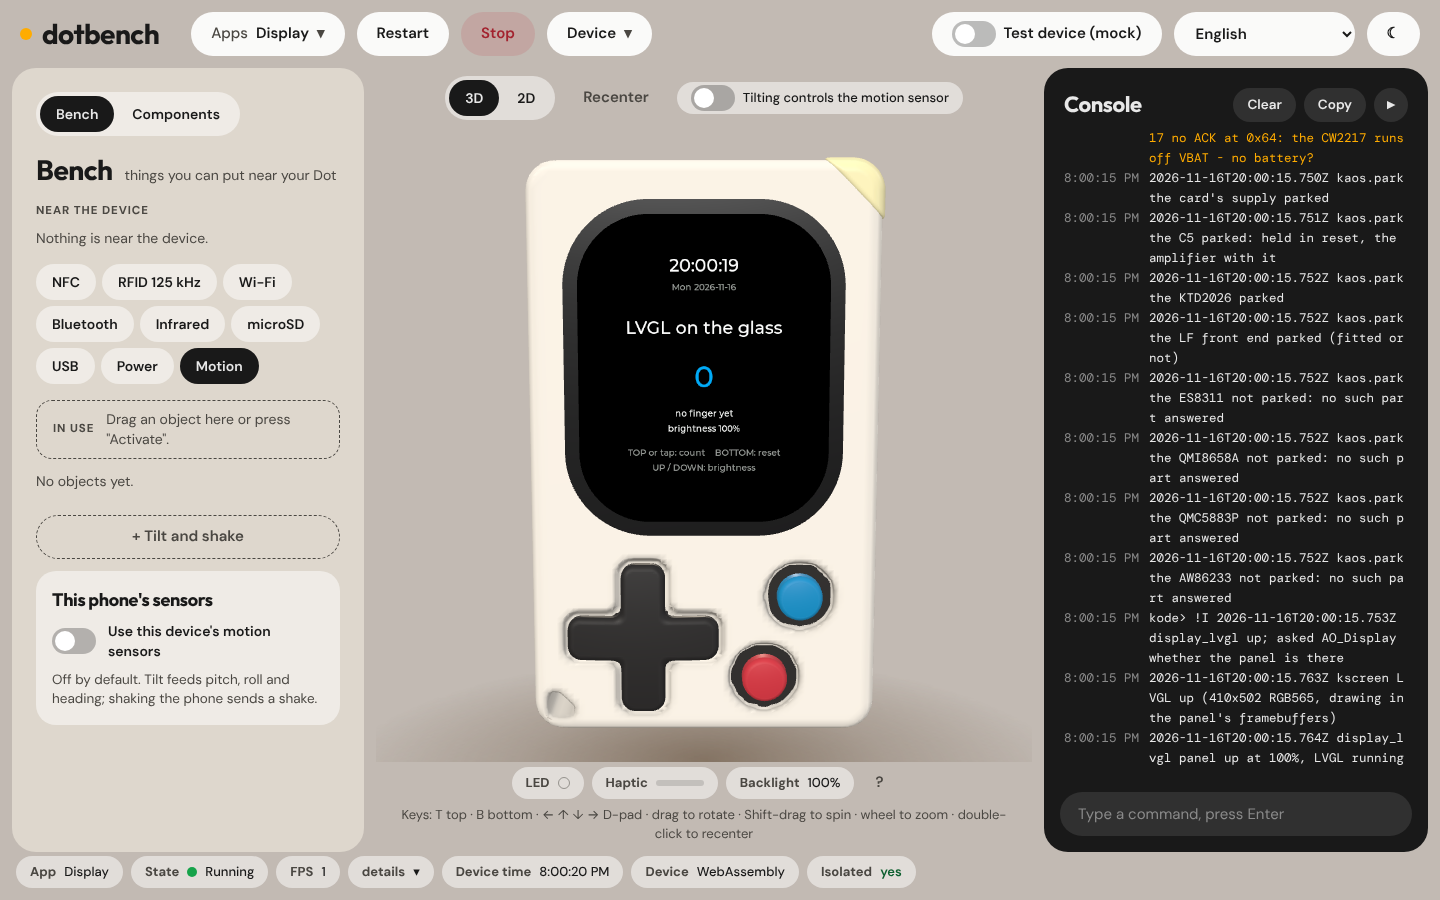 dotbench
Apps Display ▾
Restart
Stop
Device ▾
Test device (mock)
English
Bench
Components
Bench things you can put near your Dot
NEAR THE DEVICE
Nothing is near the device.
NFC
RFID 125 kHz
Wi-Fi
Bluetooth
Infrared
microSD
USB
Power
Motion
IN USE
Drag an object here or press
"Activate".
No objects yet.
+ Tilt and shake
This phone's sensors
Use this device's motion
sensors
Off by default. Tilt feeds pitch, roll and
heading; shaking the phone sends a shake.
3D
2D
Recenter
Tilting controls the motion sensor
20:00:19
Mon 2026-11-16
LVGL on the glass
0
no finger yet
brightness 100%
TOP or tap: count BOTTOM: reset
UP / DOWN: brightness
LED
Haptic
Backlight 100%
?
Keys: T top · B bottom · ← ↑ ↓ → D-pad · drag to rotate · Shift-drag to spin · wheel to zoom · double-
click to recenter
Console
Clear
Copy
17 no ACK at 0x64: the CW2217 runs
off VBAT - no battery?
8:00:15 PM 2026-11-16T20:00:15.750Z kaos.park
the card's supply parked
8:00:15 PM 2026-11-16T20:00:15.751Z kaos.park
the C5 parked: held in reset, the
amplifier with it
8:00:15 PM 2026-11-16T20:00:15.752Z kaos.park
the KTD2026 parked
8:00:15 PM 2026-11-16T20:00:15.752Z kaos.park
the LF front end parked (fitted or
not)
8:00:15 PM 2026-11-16T20:00:15.752Z kaos.park
the ES8311 not parked: no such par
t answered
8:00:15 PM 2026-11-16T20:00:15.752Z kaos.park
the QMI8658A not parked: no such p
art answered
8:00:15 PM 2026-11-16T20:00:15.752Z kaos.park
the QMC5883P not parked: no such p
art answered
8:00:15 PM 2026-11-16T20:00:15.752Z kaos.park
the AW86233 not parked: no such pa
rt answered
8:00:15 PM kode> !I 2026-11-16T20:00:15.753Z
display_lvgl up; asked AO_Display
whether the panel is there
8:00:15 PM 2026-11-16T20:00:15.763Z kscreen L
VGL up (410x502 RGB565, drawing in
the panel's framebuffers)
8:00:15 PM 2026-11-16T20:00:15.764Z display_l
vgl panel up at 100%, LVGL running
Type a command, press Enter
App Display
State Running
FPS 1
details ▾
Device time 8:00:20 PM
Device WebAssembly
Isolated yes